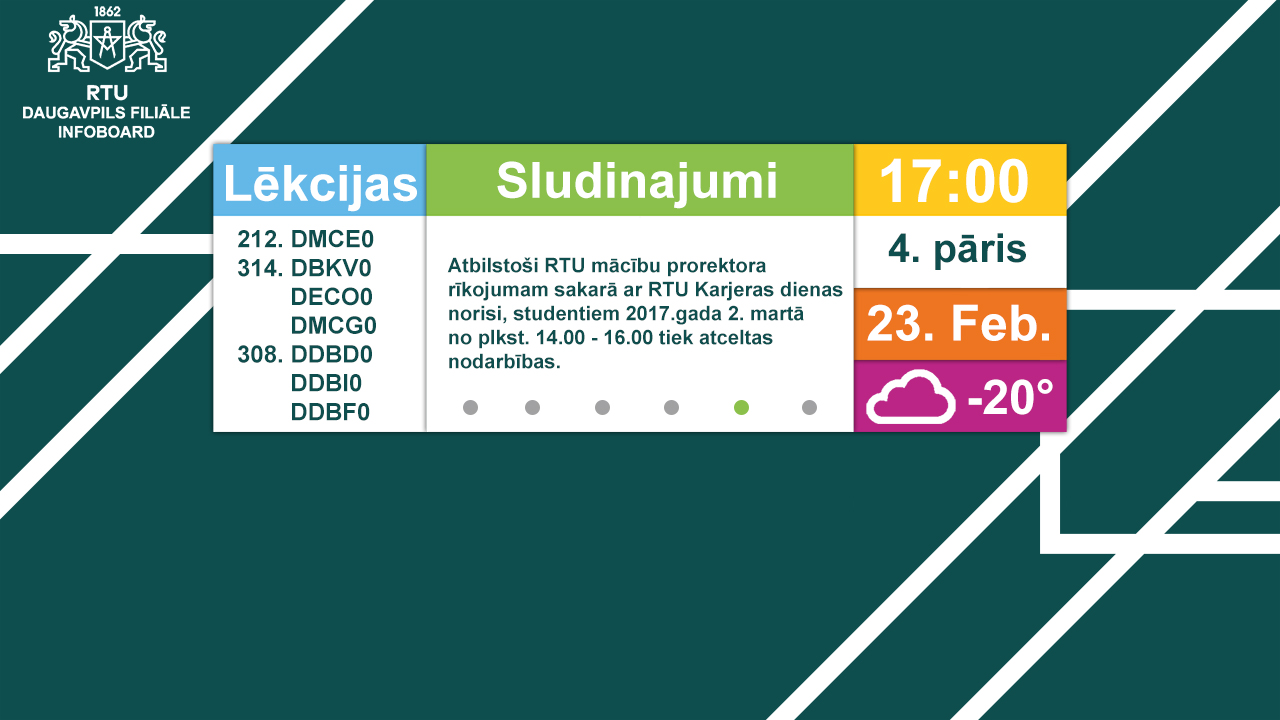 1862
RTU
DAUGAVPILS FILIĀLE
INFOBOARD
Lēkcijas
212. DMCE0
314. DBKV0
DECO0
DMCG0
308. DDBD0
DDBI0
DDBF0
Sludinajumi
Atbilstoši RTU mācību prorektora
rīkojumam sakarā ar RTU Karjeras dienas
norisi, studentiem 2017.gada 2. martā
no plkst. 14.00 - 16.00 tiek atceltas
nodarbības.
17:00
4. pāris
23. Feb.
-20°